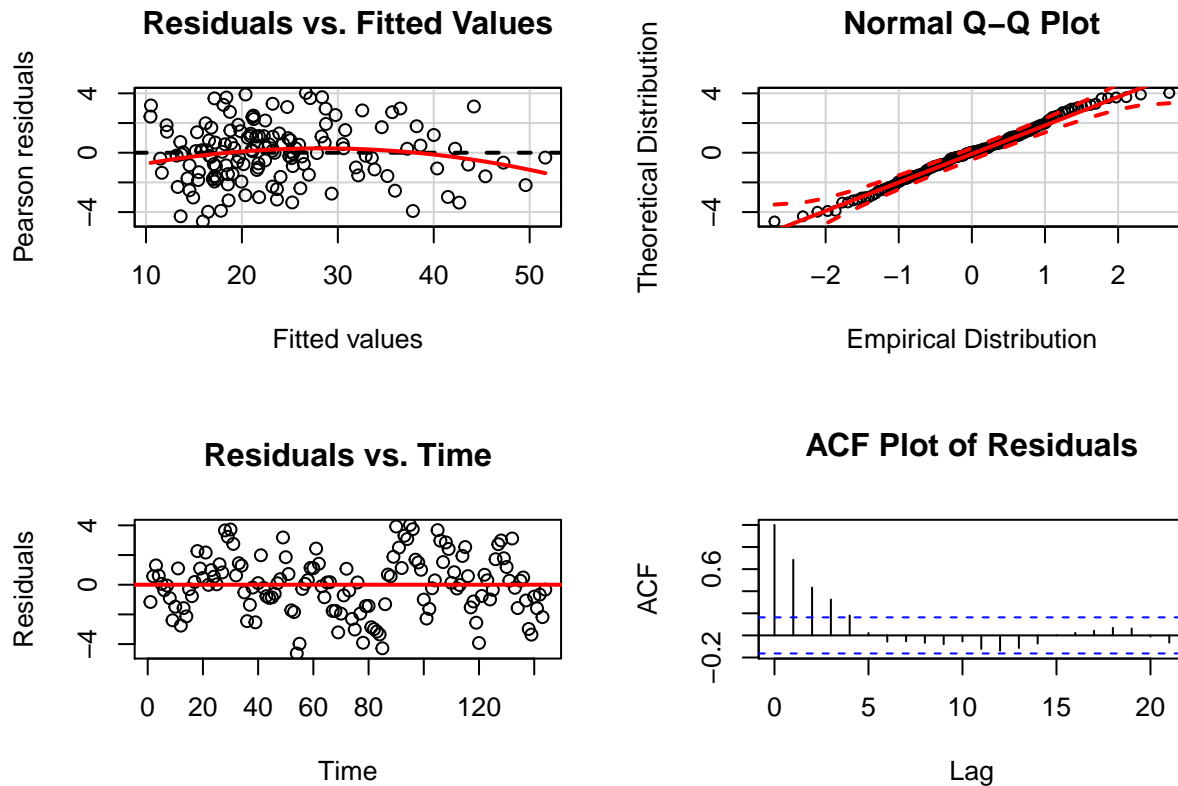 Residuals vs. Fitted Values
Pearson residuals
4
0
−4
10 20 30 40 50
Fitted values
Normal Q−Q Plot
Theoretical Distribution
4
0
−4
−2 −1 0 1 2
Empirical Distribution
Residuals vs. Time
Residuals
4
0
−4
0 20 40 60 80 120
Time
ACF Plot of Residuals
ACF
0.6
−0.2
0 5 10 15 20
Lag